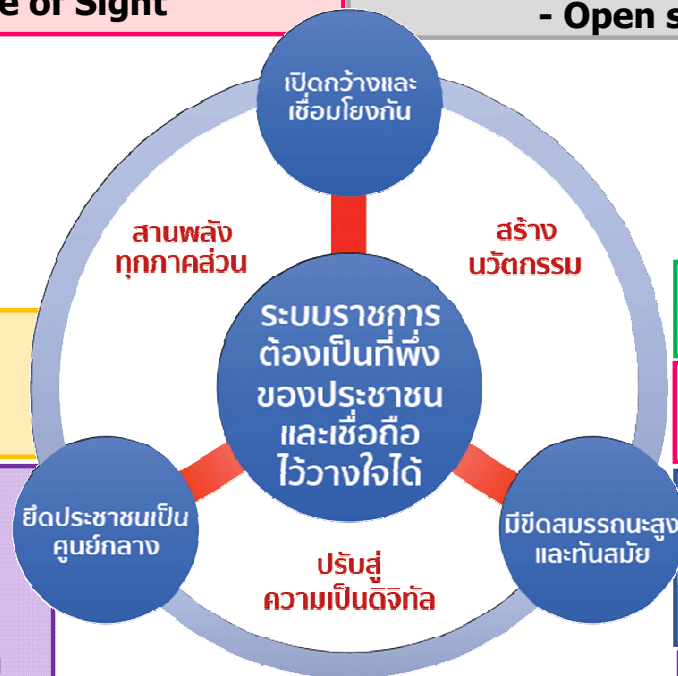 e of Sight
- Open s
เปิดกว้างและ
เชื่อมโยงกัน
สานพลัง
ทุกภาคส่วน
สร้าง
นวัตกรรม
ระบบราชการ
ต้องเป็นที่พึ่ง
ของประชาชน
และเชื่อถือ
ไว้วางใจได้
ยึดประชาชนเป็น
ศูนย์กลาง
มีขีดสมรรถนะสูง
และทันสมัย
ปรับสู่
ความเป็นดิจิทัล